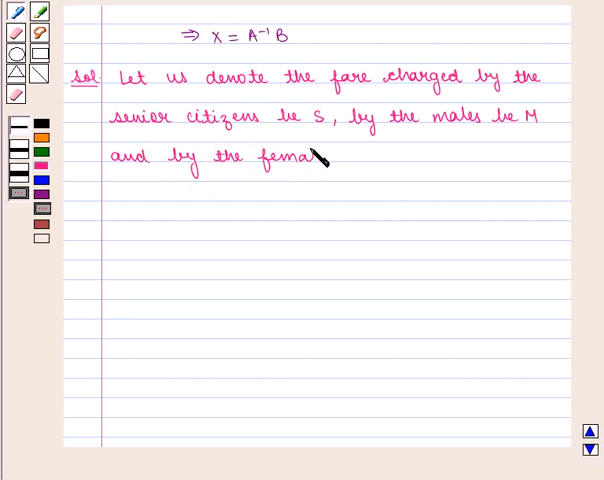 ⇒ X = A⁻¹ B
Sol. Let us denote the fare charged by the
senior citizens be S, by the males be M
and by the fema